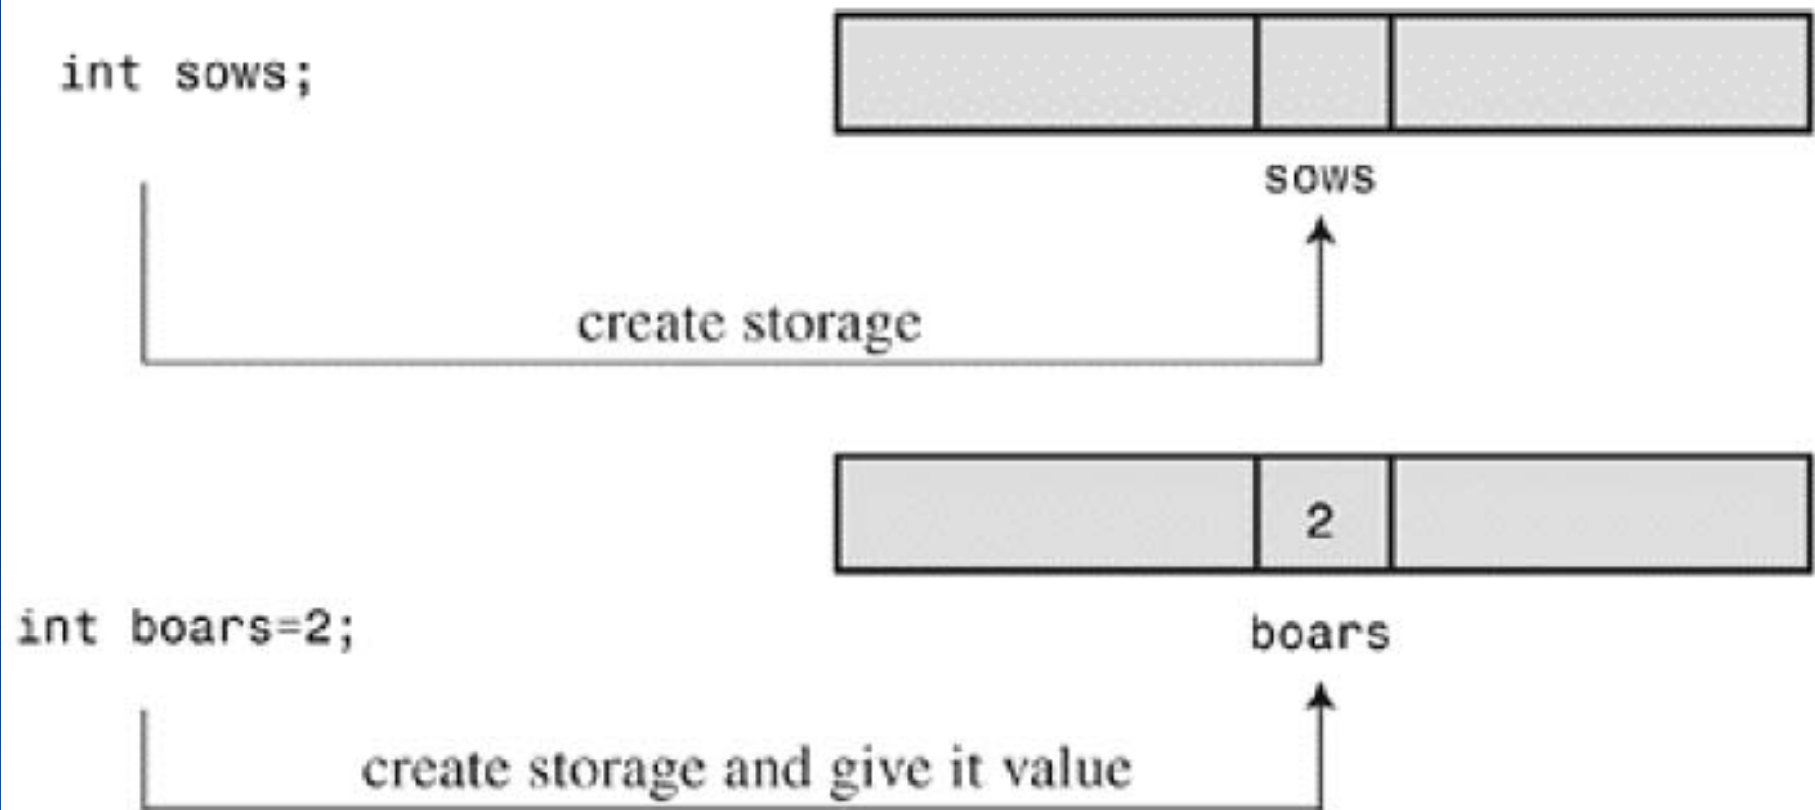 int sows;
sows
create storage
2
int boars=2;
boars
create storage and give it value